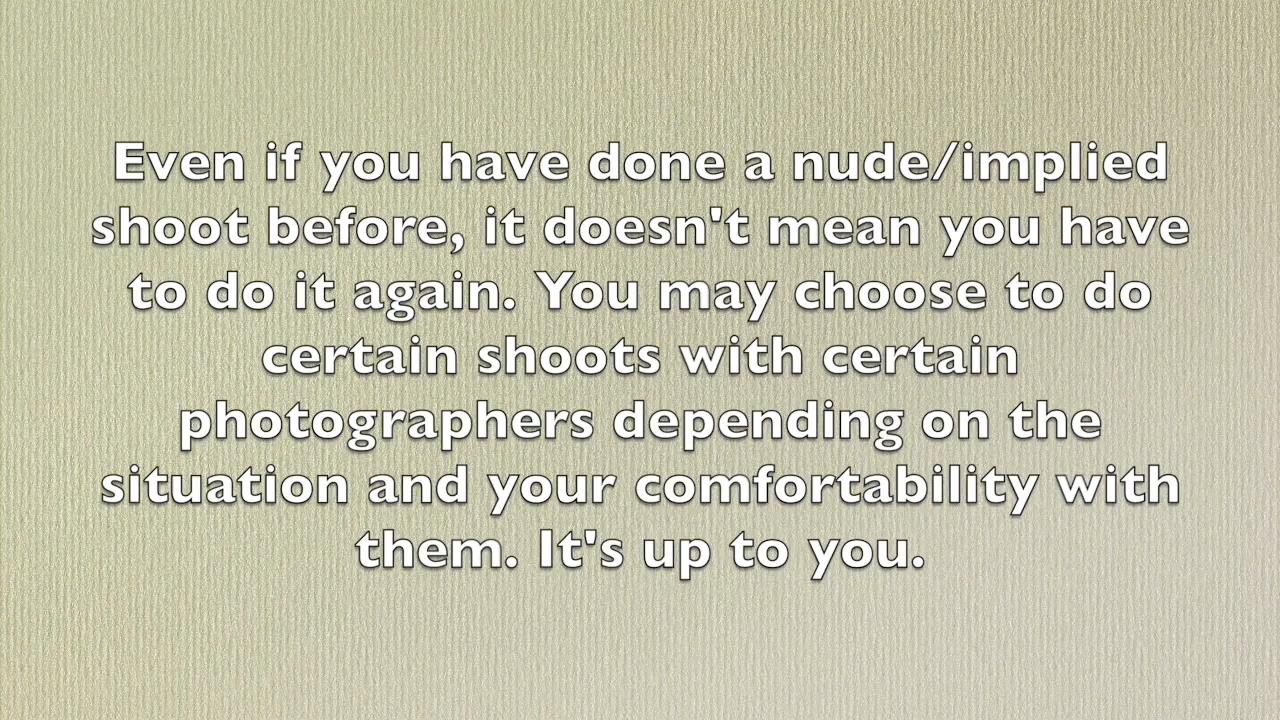 Even if you have done a nude/implied
shoot before, it doesn't mean you have
to do it again. You may choose to do
certain shoots with certain
photographers depending on the
situation and your comfortability with
them. It's up to you.